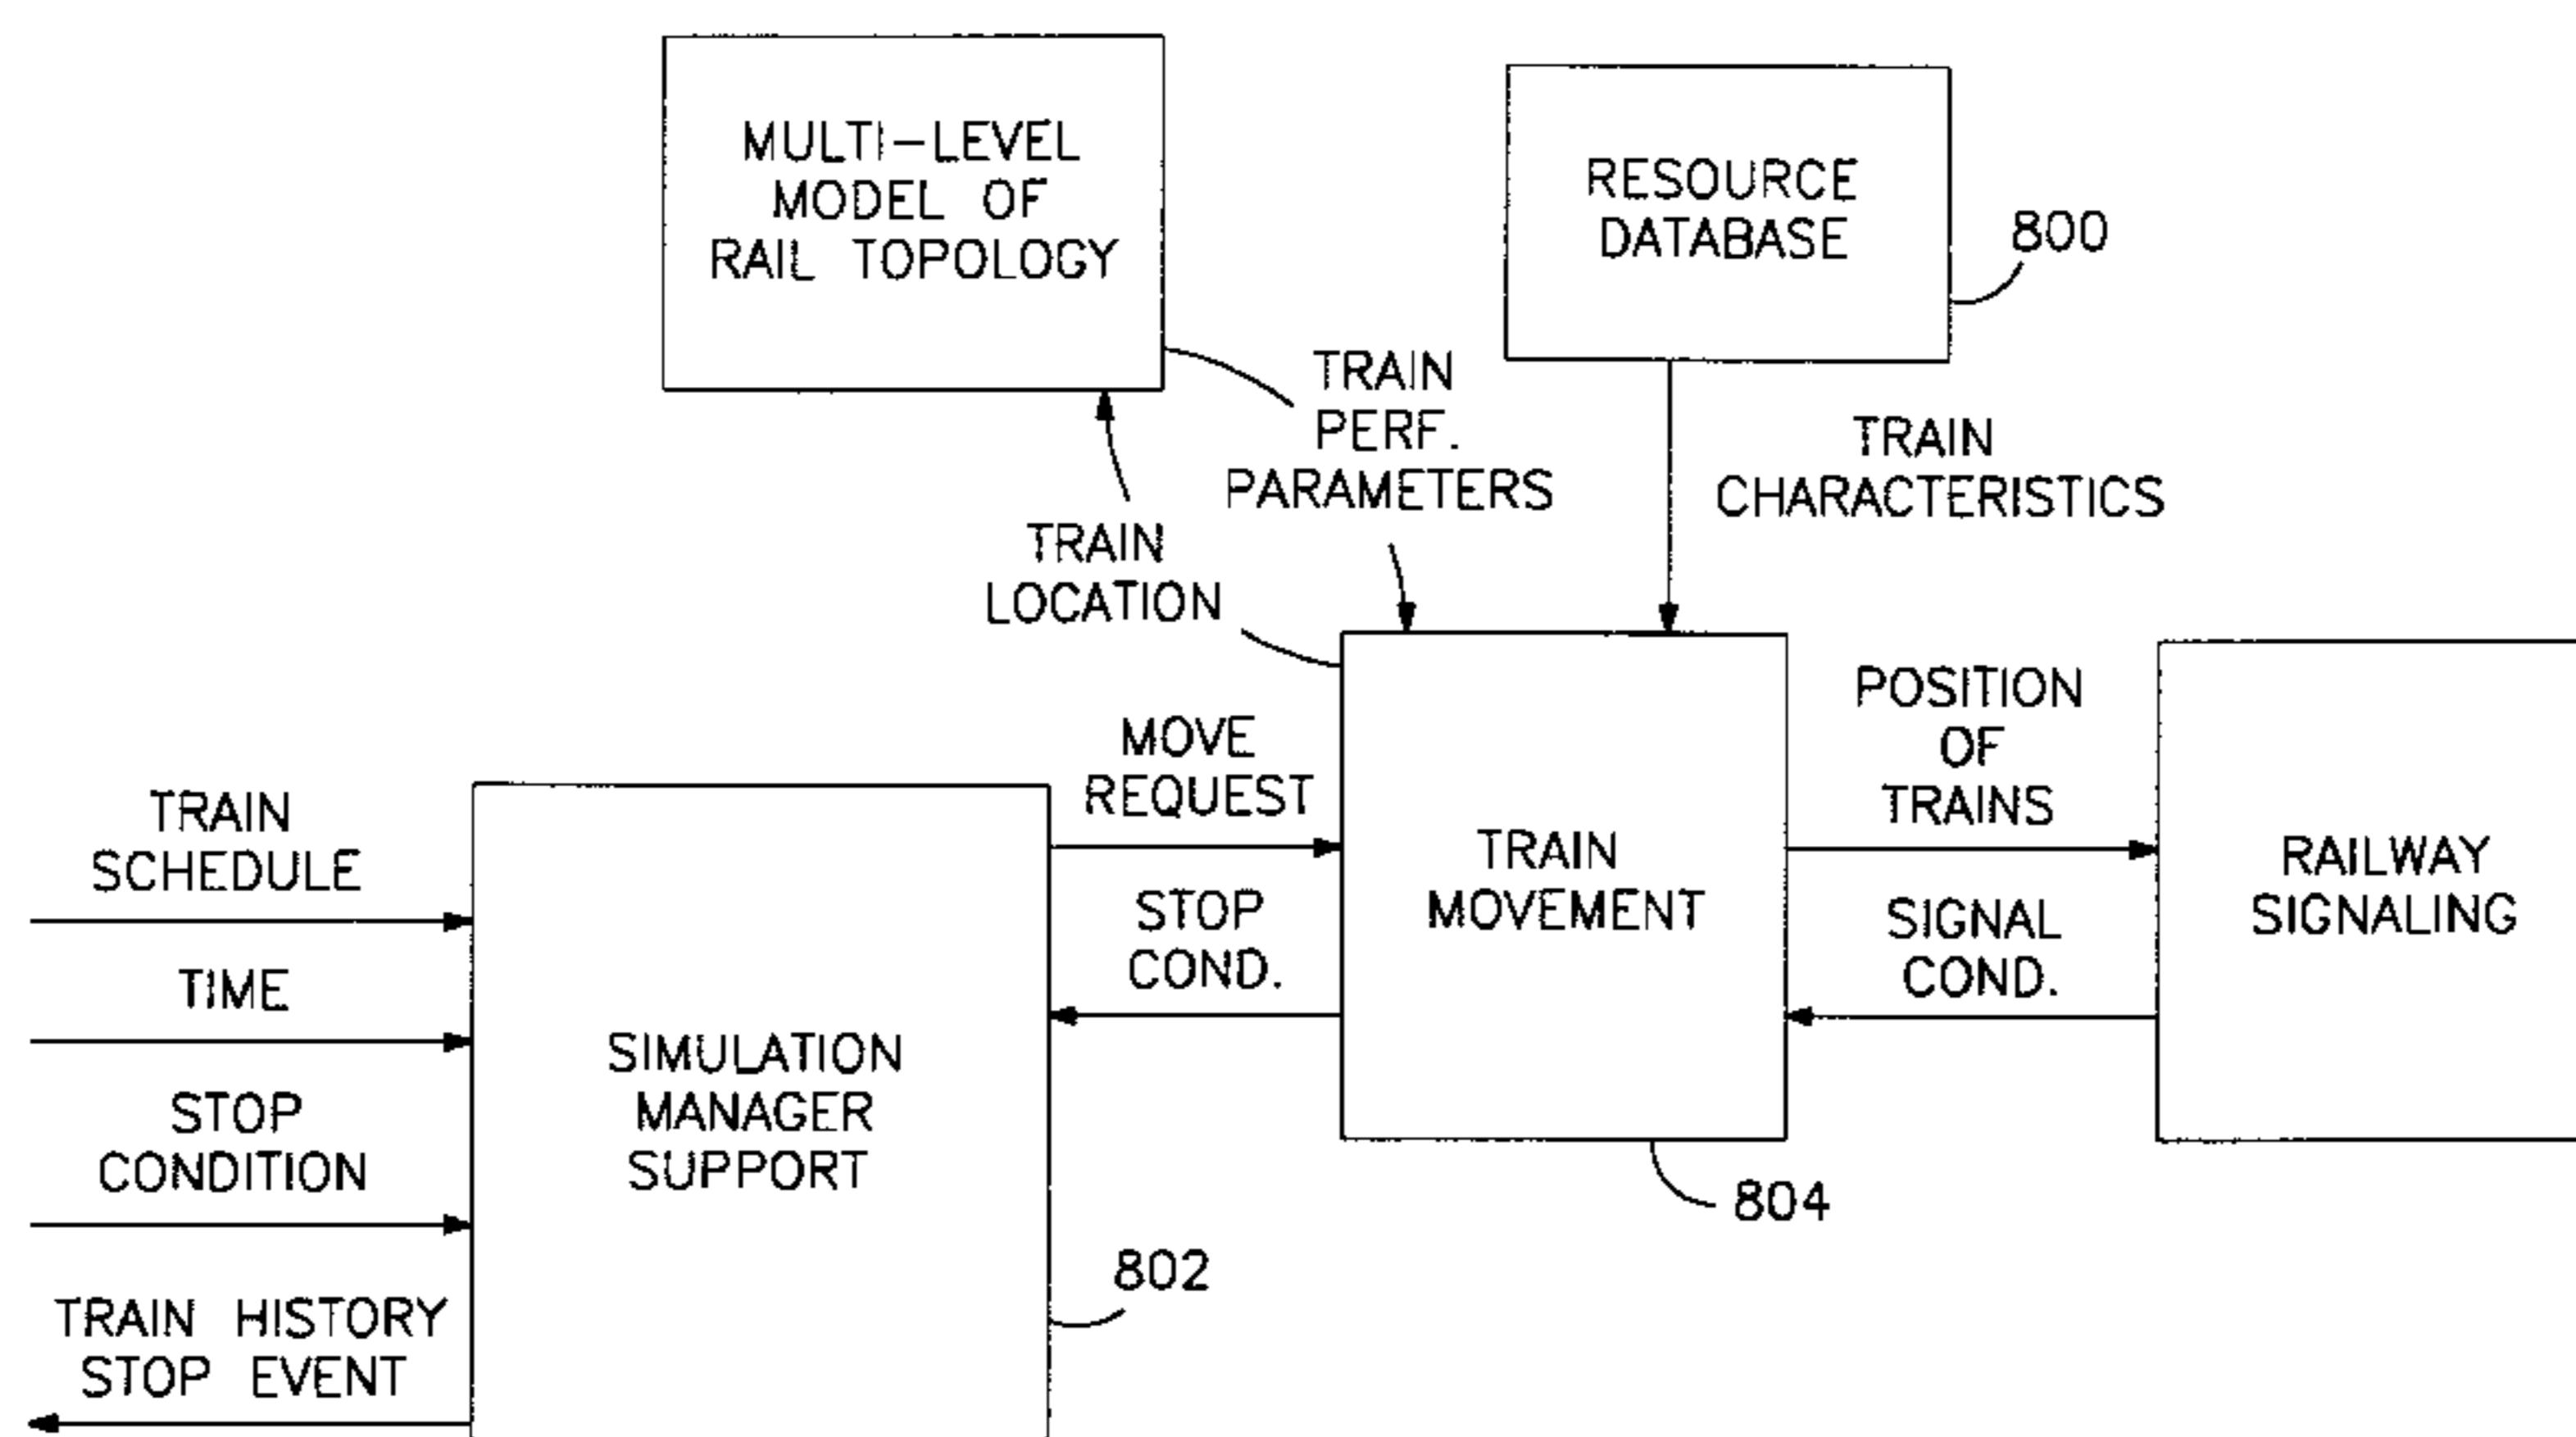 MULTI-LEVEL
MODEL OF
RAIL TOPOLOGY
RESOURCE
DATABASE
800
TRAIN
PERF.
PARAMETERS
TRAIN
CHARACTERISTICS
TRAIN
LOCATION
MOVE
REQUEST
STOP
COND.
TRAIN
MOVEMENT
804
POSITION
OF
TRAINS
SIGNAL
COND.
RAILWAY
SIGNALING
TRAIN
SCHEDULE
TIME
STOP
CONDITION
TRAIN HISTORY
STOP EVENT
SIMULATION
MANAGER
SUPPORT
802